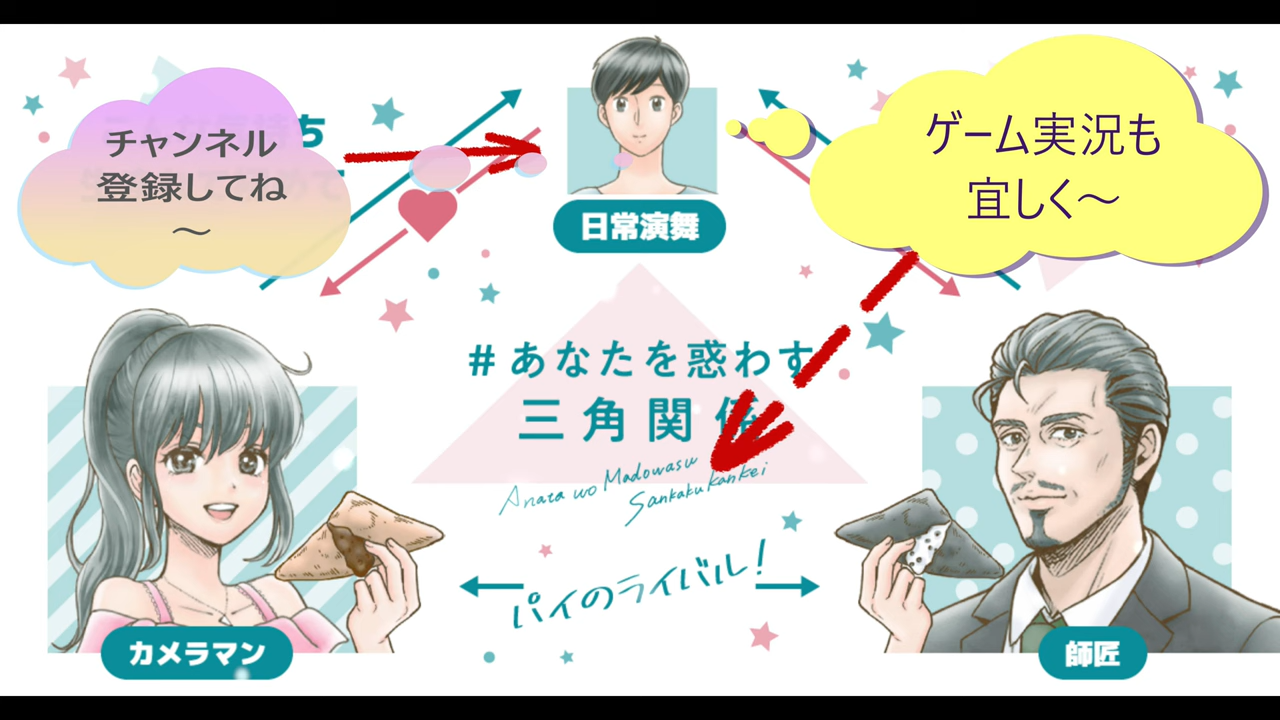 チャンネル
登録してね
～
ゲーム実況も
宜しく～
日常演舞
#あなたを惑わす
三角関係
Anata wo Madowasu
Sankaku kankei
パイのライバル！
カメラマン
師匠